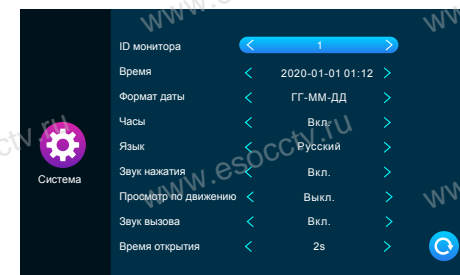 ID монитора 1
Время 2020-01-01 01:12
Формат даты ГГ-ММ-ДД
Часы Вкл.
Язык Русский
Звук нажатия Вкл.
Система
Просмотр по движению Выкл.
Звук вызова Вкл.
Время открытия 2s
www.esocctv.ru